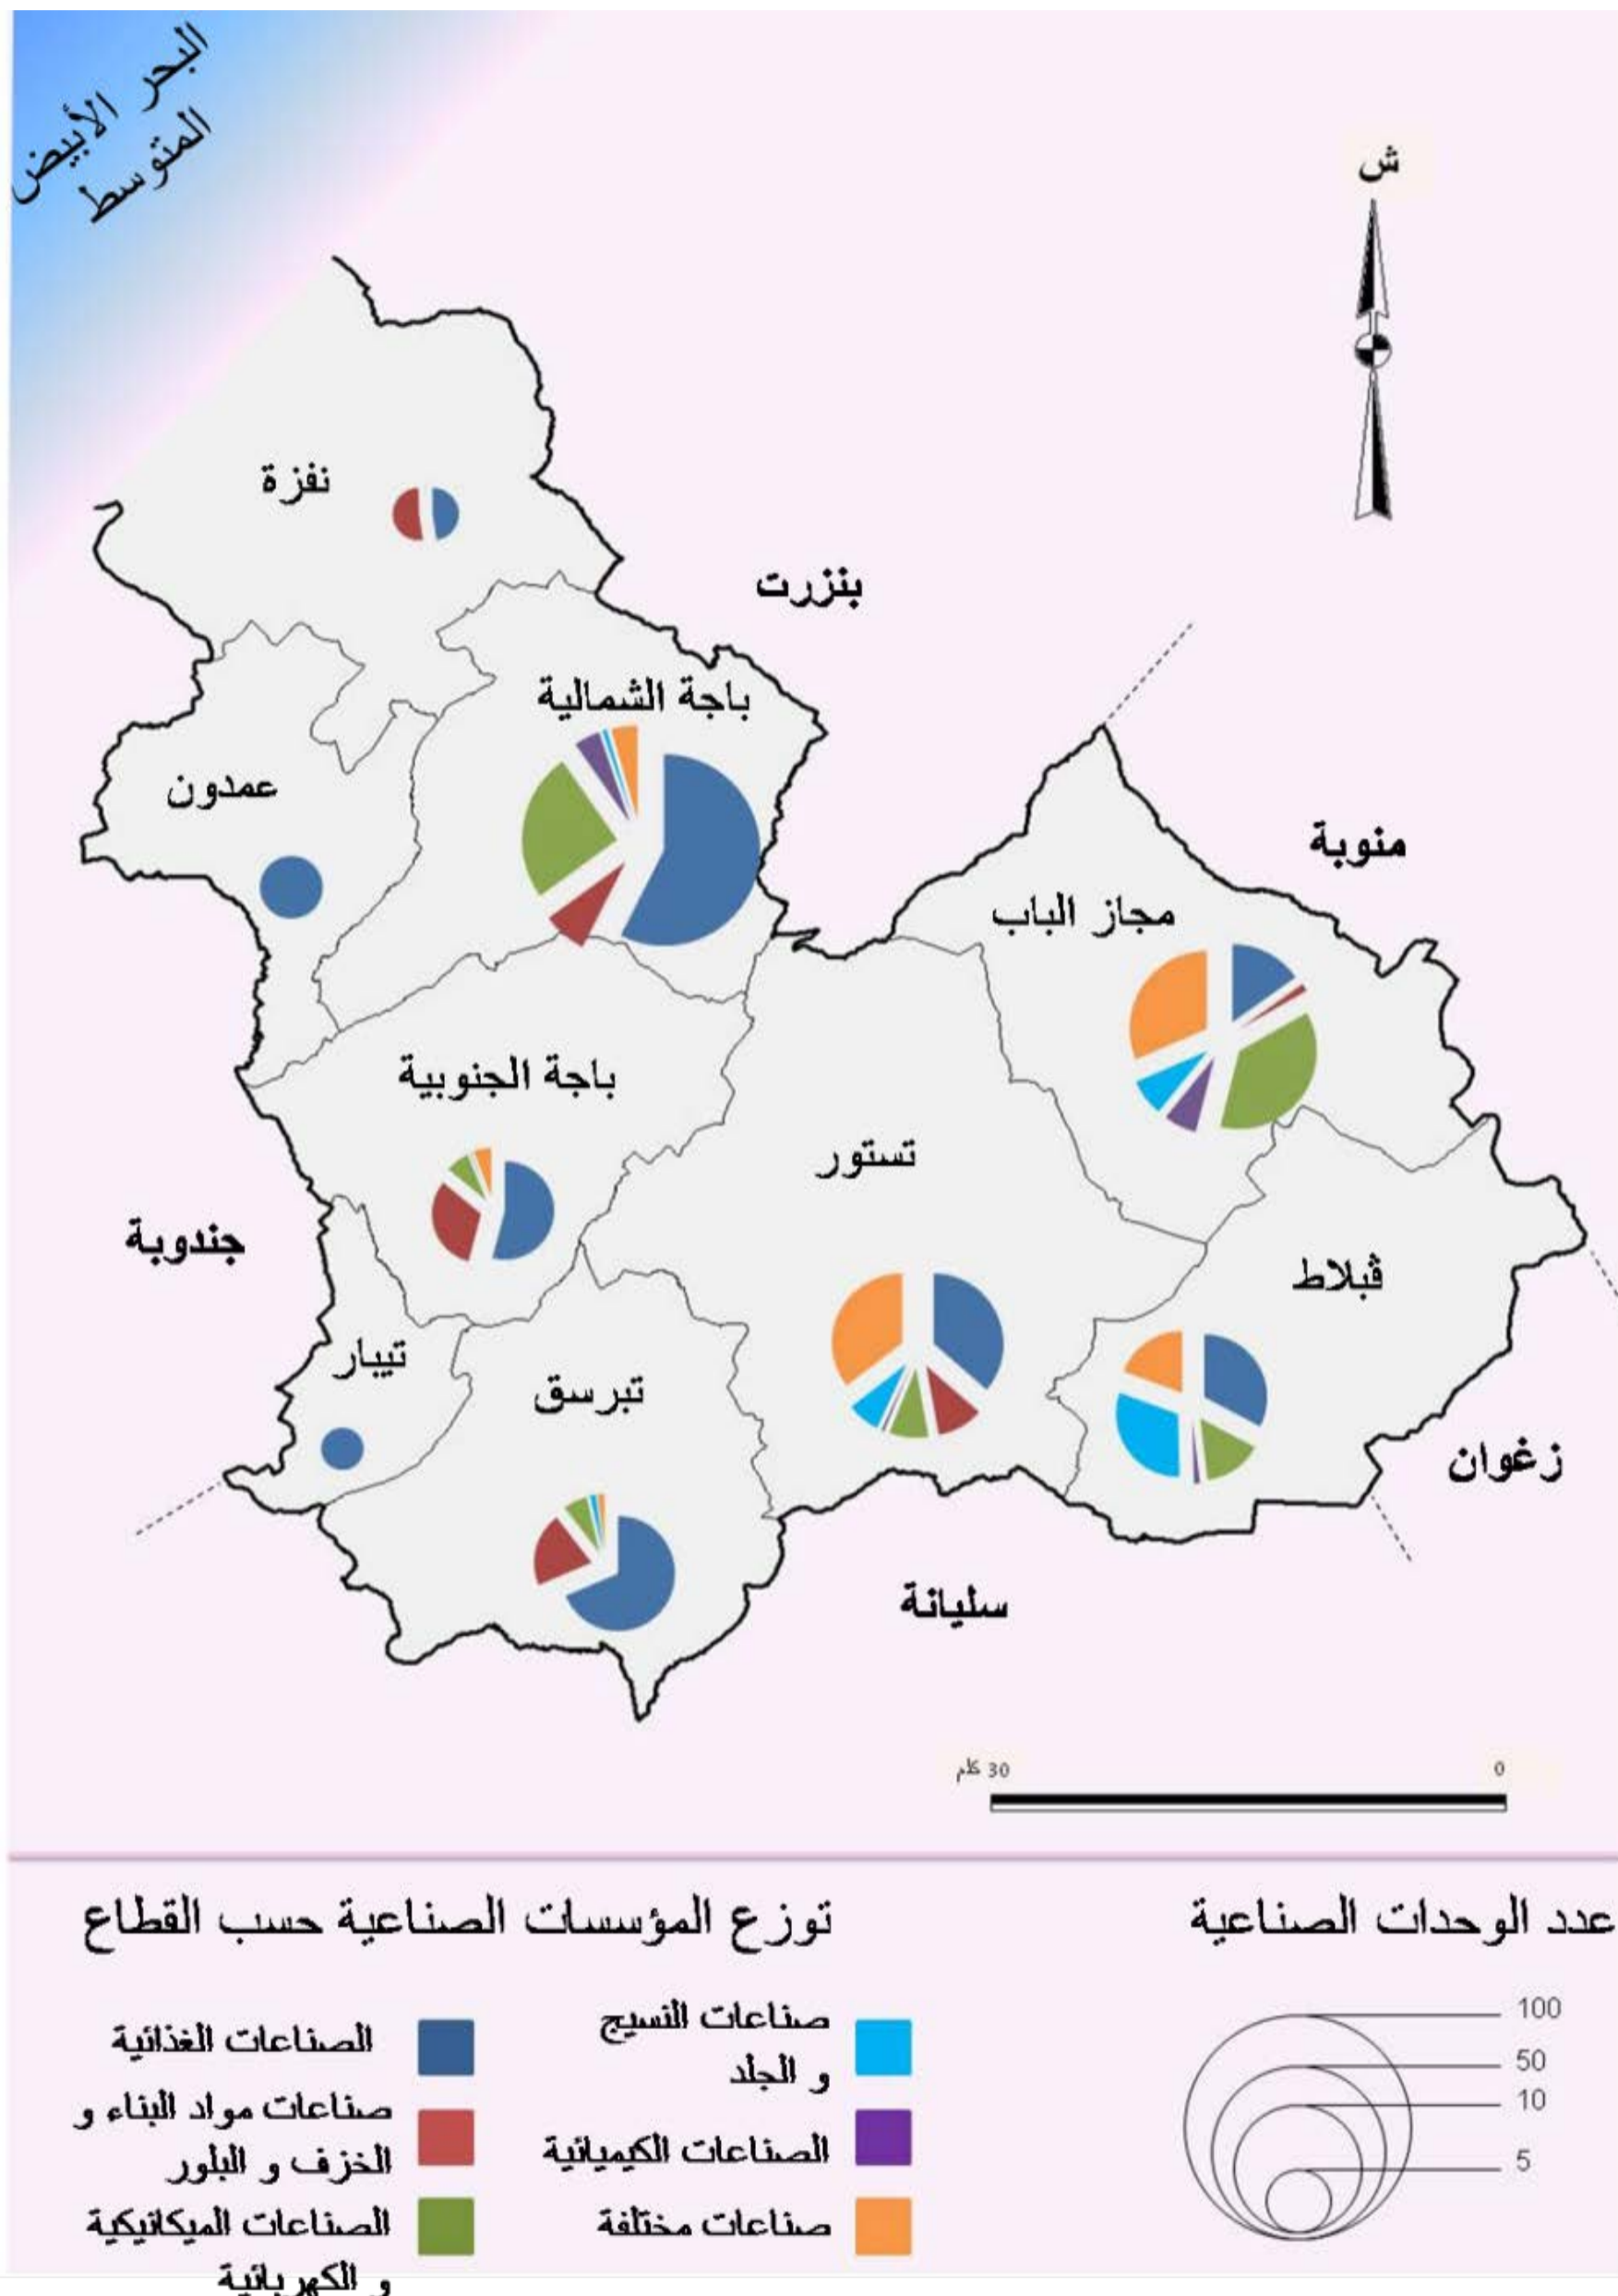 البحر الأبيض
المتوسط
ش
نفزة
بنزرت
باجة الشمالية
عمدون
منوبة
مجاز الباب
باجة الجنوبية
تستور
جندوبة
ڨبلاط
تيبار
تبرسق
زغوان
سليانة
30 كلم
0
عدد الوحدات الصناعية
100
50
10
5
توزع المؤسسات الصناعية حسب القطاع
صناعات النسيج
و الجلد
الصناعات الكيميائية
صناعات مختلفة
الصناعات الغذائية
صناعات مواد البناء و
الخزف و البلور
الصناعات الميكانيكية
و الكهربائية